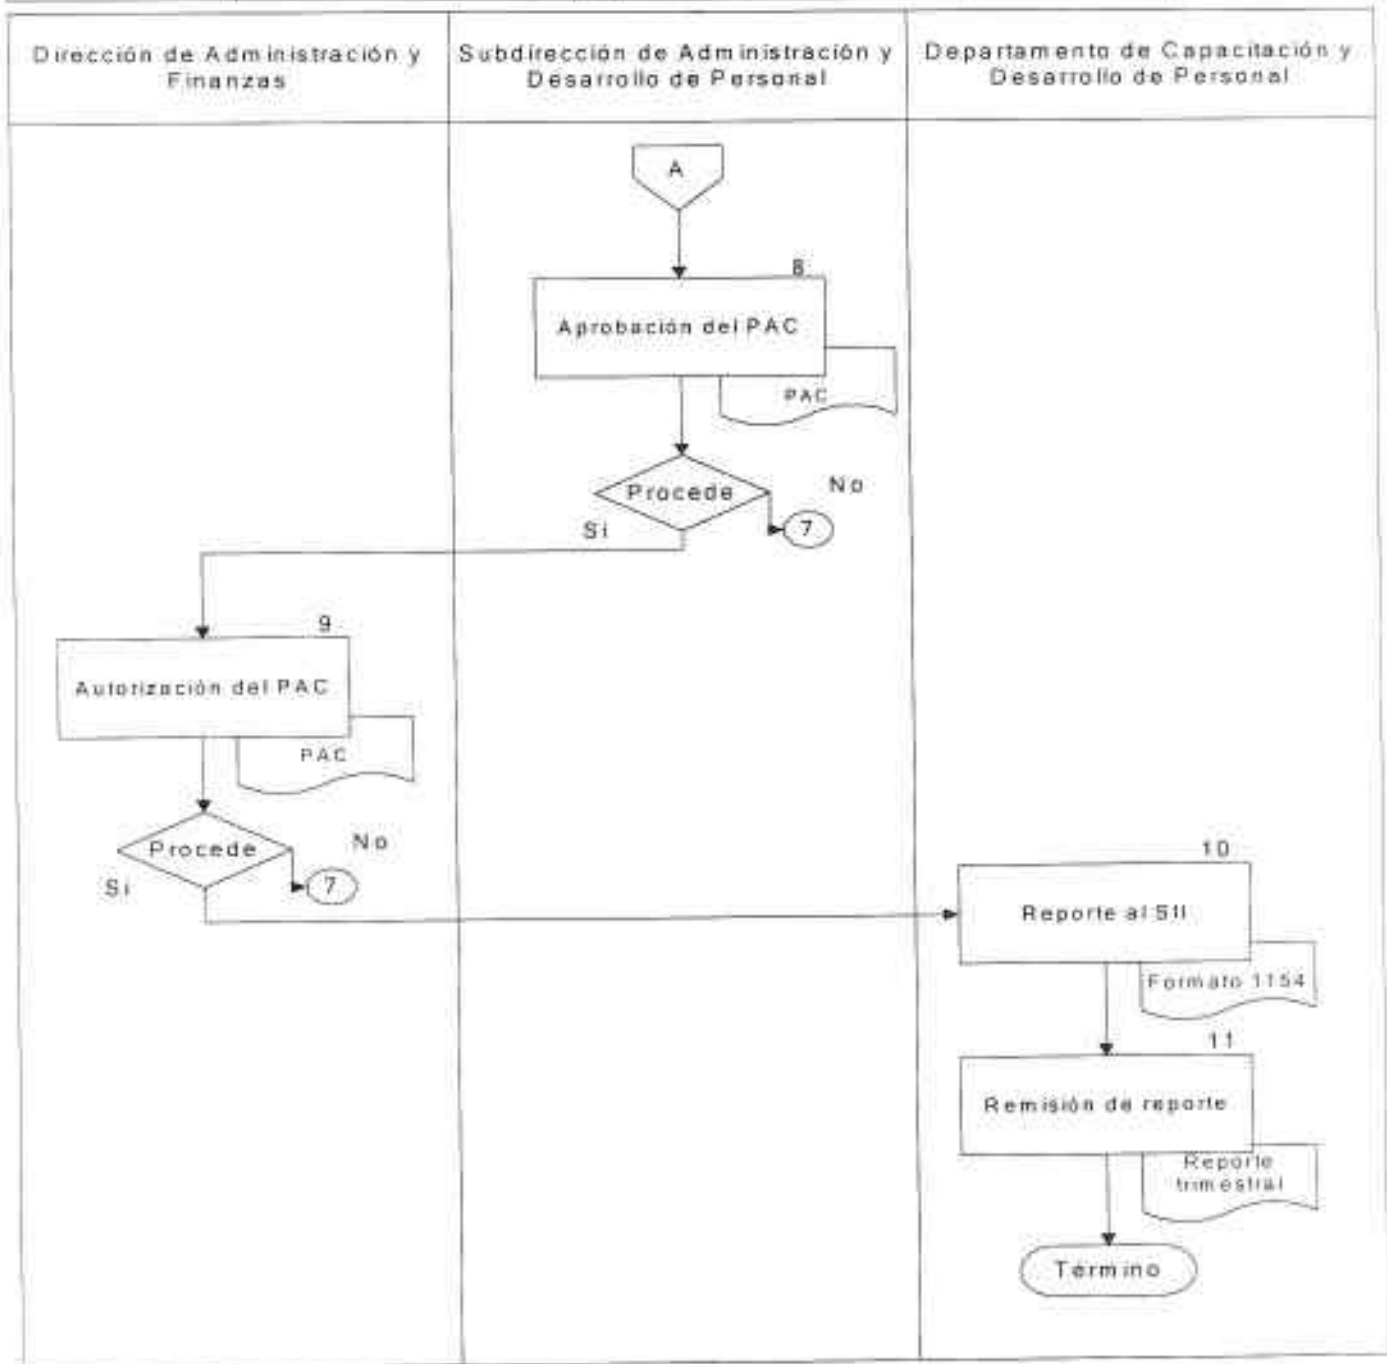 Dirección de Administración y
Finanzas
Subdirección de Administración y
Desarrollo de Personal
Departamento de Capacitación y
Desarrollo de Personal
A
8
Aprobación del PAC
PAC
Procede
No
Si
7
9
Autorización del PAC
PAC
Procede
No
Si
7
10
Reporte al SII
Formato 1154
11
Remisión de reporte
Reporte
trimestral
Término